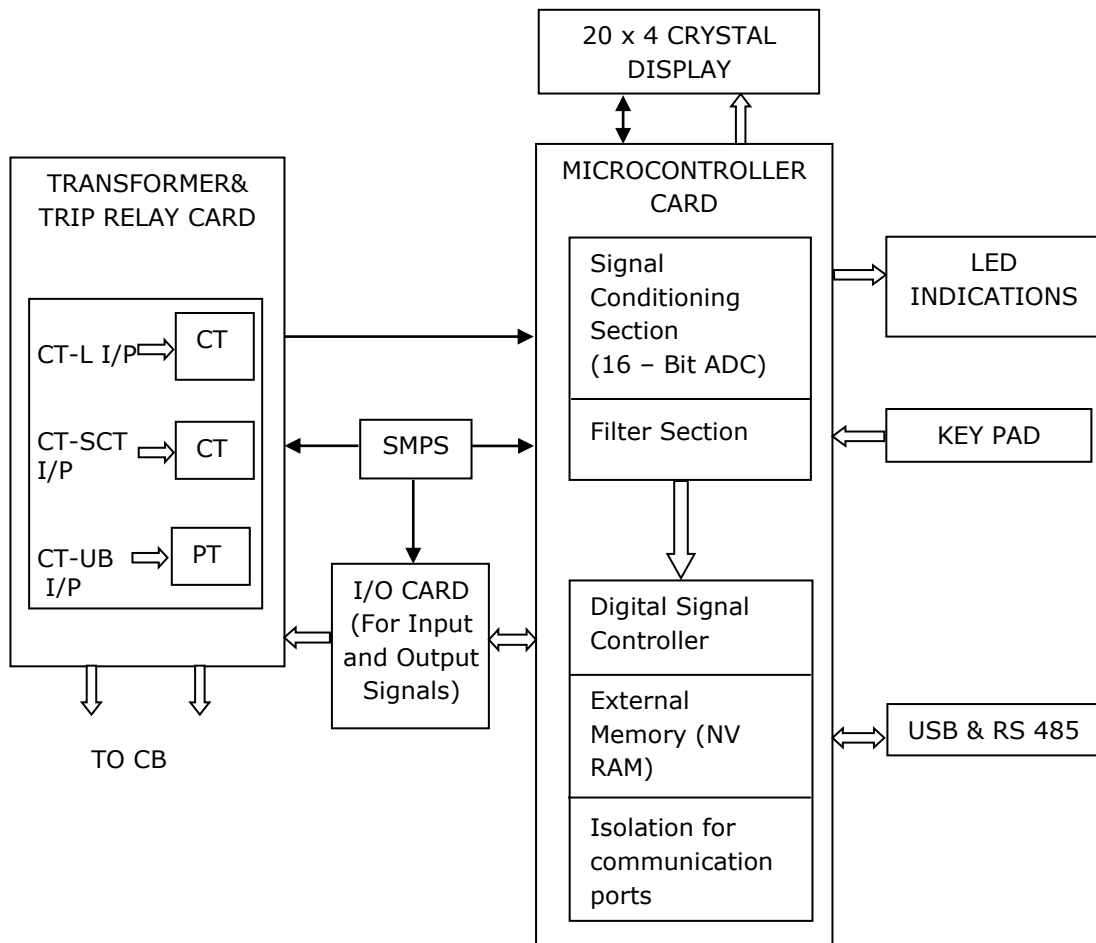 20 x 4 CRYSTAL
DISPLAY
TRANSFORMER&
TRIP RELAY CARD
CT-L I/P
CT
CT-SCT
I/P
CT
CT-UB
I/P
PT
TO CB
SMPS
I/O CARD
(For Input
and Output
Signals)
MICROCONTROLLER
CARD
Signal
Conditioning
Section
(16 – Bit ADC)
Filter Section
Digital Signal
Controller
External
Memory (NV
RAM)
Isolation for
communication
ports
LED
INDICATIONS
KEY PAD
USB & RS 485